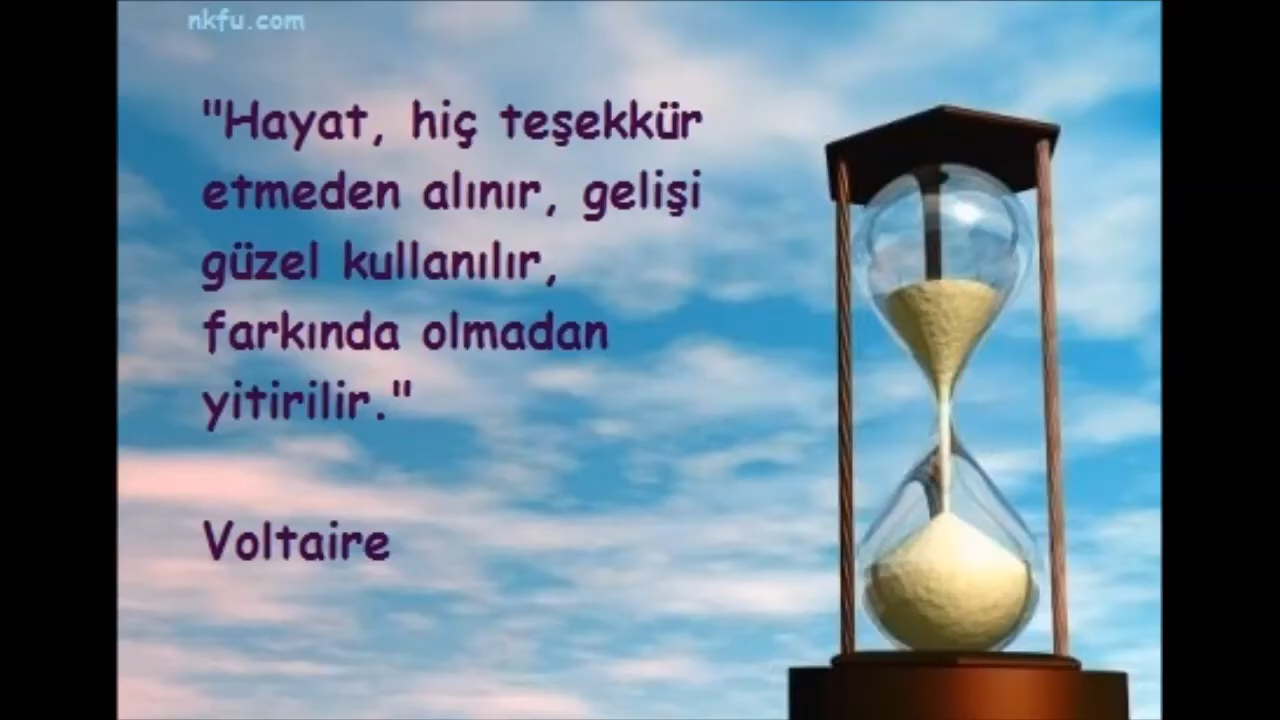 nkfu.com
"Hayat, hiç teşekkür
etmeden alınır, gelişi
güzel kullanılır,
farkında olmadan
yitirilir."
Voltaire